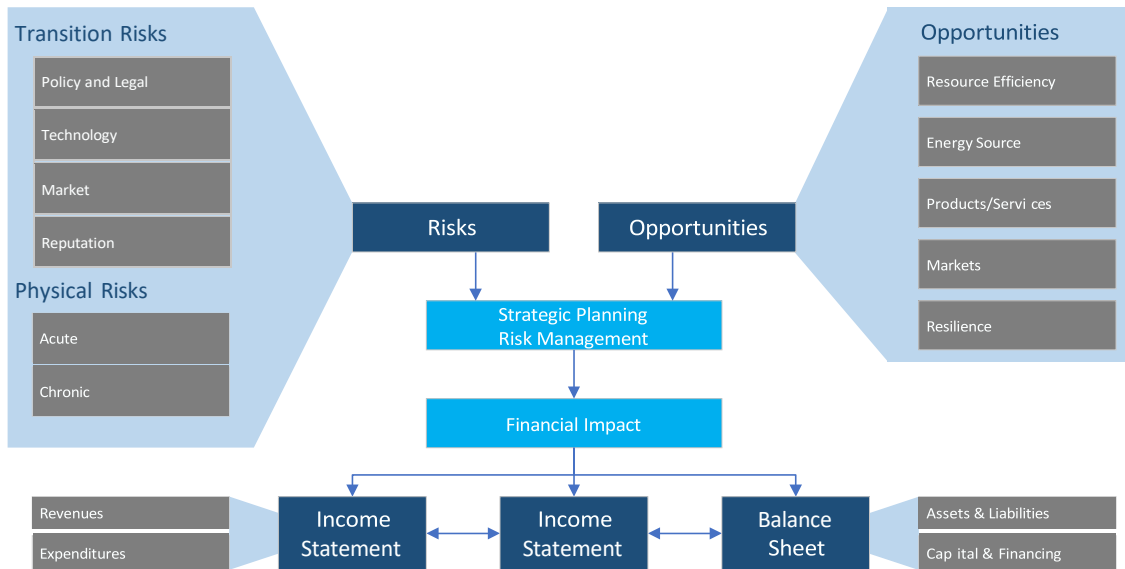 Transition Risks
Policy and Legal
Technology
Market
Reputation
Physical Risks
Acute
Chronic
Opportunities
Resource Efficiency
Energy Source
Products/Servi ces
Markets
Resilience
Risks
Opportunities
Strategic Planning
Risk Management
Financial Impact
Revenues
Expenditures
Income
Statement
Income
Statement
Balance
Sheet
Assets & Liabilities
Cap ital & Financing